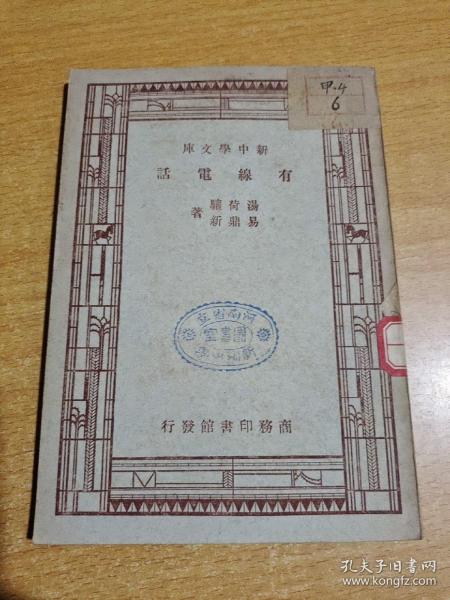 甲·4
6
新中學文庫
有線電話
湯荷驤
易鼎新
著
商務印書館發行
孔夫子旧书网
www.kongfz.com